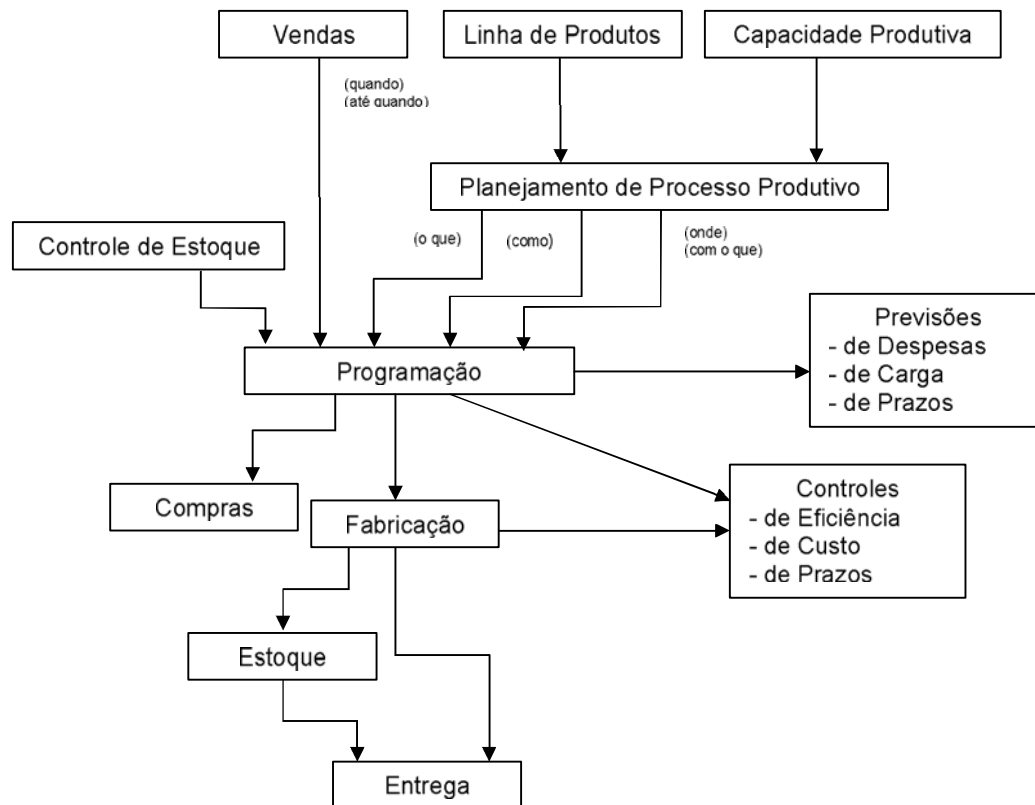 Vendas
Linha de Produtos
Capacidade Produtiva
(quando)
(até quando)
Planejamento de Processo Produtivo
Controle de Estoque
(o que)
(como)
(onde)
(com o que)
Programação
Previsões
- de Despesas
- de Carga
- de Prazos
Compras
Fabricação
Controles
- de Eficiência
- de Custo
- de Prazos
Estoque
Entrega